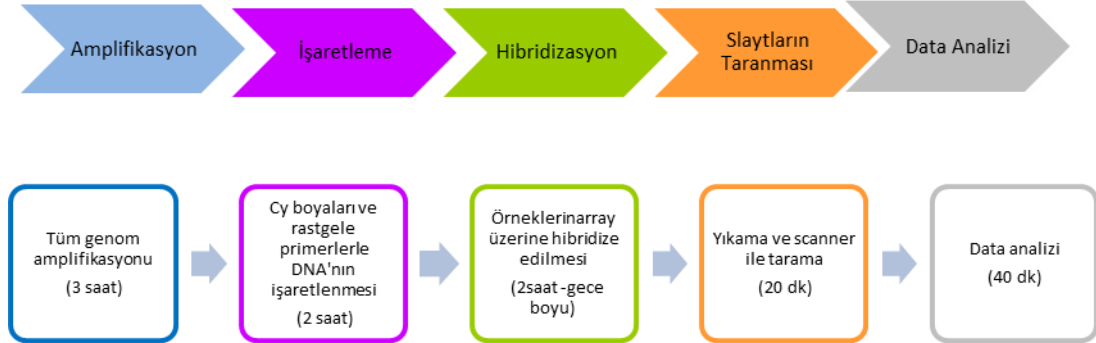 Amplifikasyon
İşaretleme
Hibridizasyon
Slaytların
Taranması
Data Analizi
Tüm genom
amplifikasyonu
(3 saat)
Cy boyaları ve
rastgele
primerlerle
DNA'nın
işaretlenmesi
(2 saat)
Örneklerinarray
üzerine hibridize
edilmesi
(2saat -gece
boyu)
Yıkama ve scanner
ile tarama
(20 dk)
Data analizi
(40 dk)